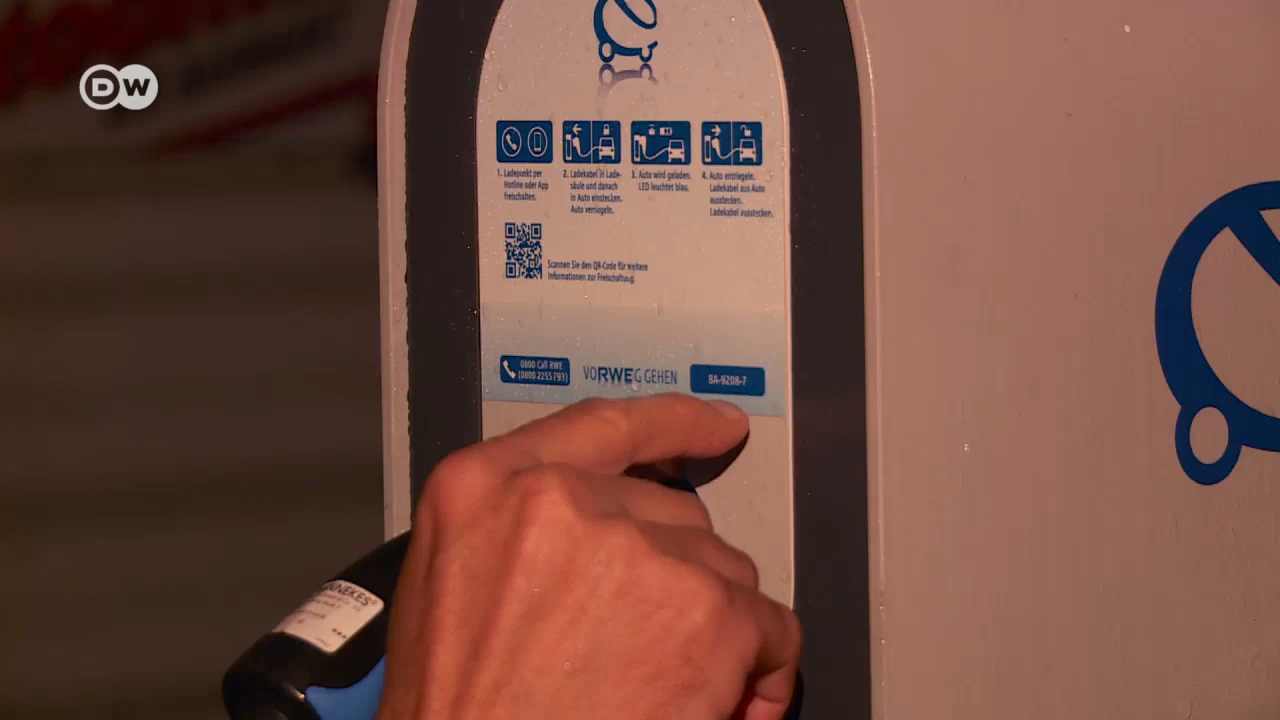 DW
1. Ladepunkt per
Hotline oder App
freischalten.
2. Ladekabel in Lade-
säule und danach
in Auto einstecken.
Auto verriegeln.
3. Auto wird geladen.
LED leuchtet blau.
4. Auto entriegeln.
Ladekabel aus Auto
ausstecken.
Ladekabel ausstecken.
Scannen Sie den QR-Code für weitere
Informationen zur Freischaltung.
0800 Call RWE
(0800 2255793)
VORWEG GEHEN
BA-9208-7
NNEKES